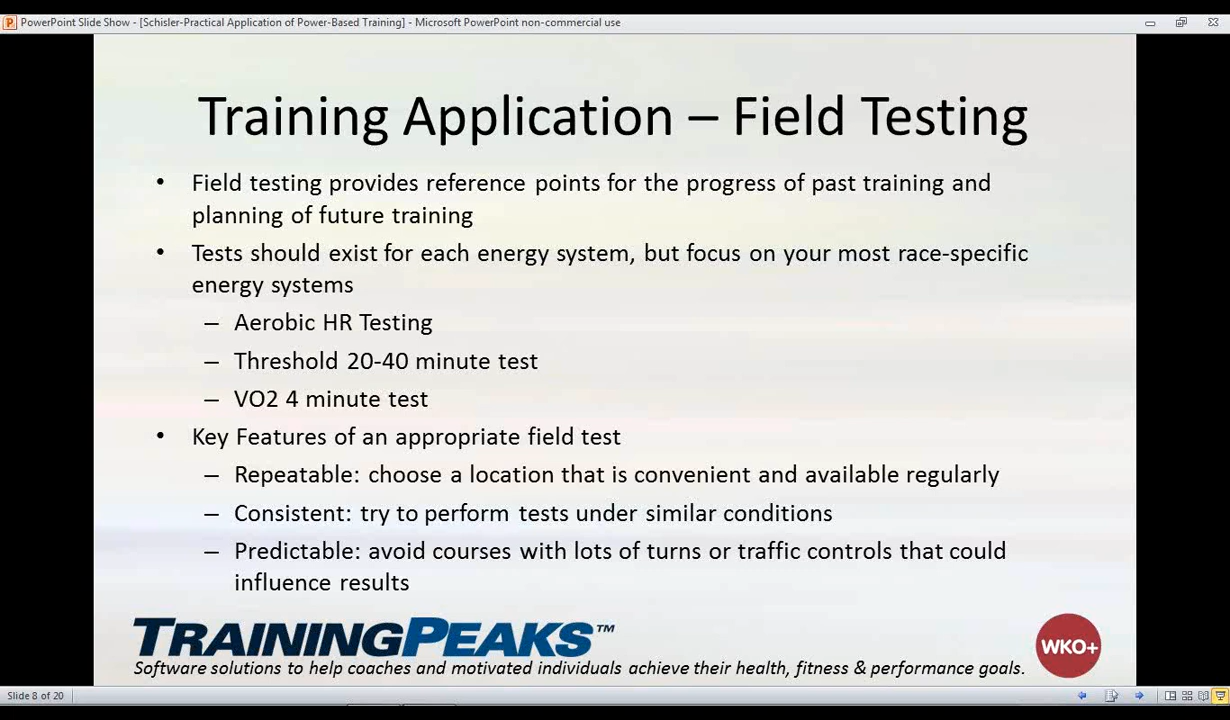 PowerPoint Slide Show - [Schisler-Practical Application of Power-Based Training] - Microsoft PowerPoint non-commercial use
Training Application – Field Testing
• Field testing provides reference points for the progress of past training and
planning of future training
• Tests should exist for each energy system, but focus on your most race-specific
energy systems
– Aerobic HR Testing
– Threshold 20-40 minute test
– VO2 4 minute test
• Key Features of an appropriate field test
– Repeatable: choose a location that is convenient and available regularly
– Consistent: try to perform tests under similar conditions
– Predictable: avoid courses with lots of turns or traffic controls that could
influence results
TRAININGPEAKS™
WKO+
Software solutions to help coaches and motivated individuals achieve their health, fitness & performance goals.
Slide 8 of 20